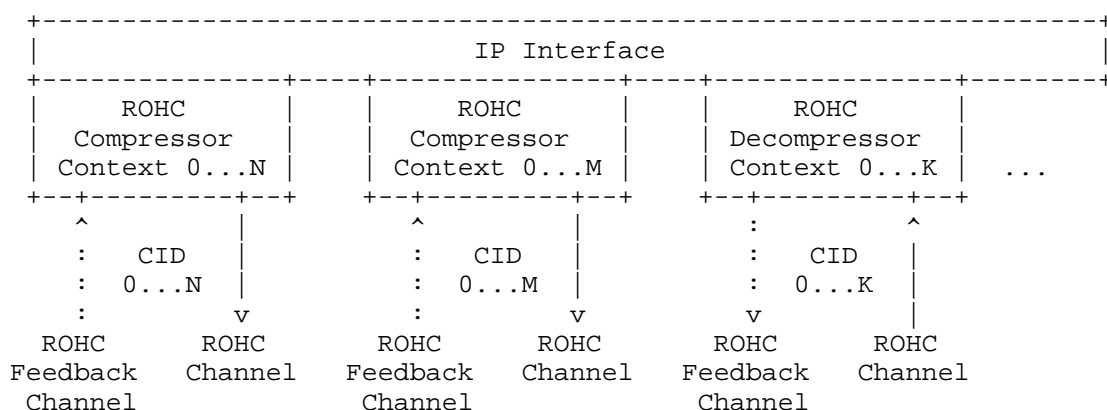 IP Interface
ROHC ROHC ROHC
Compressor Compressor Decompressor
Context 0...N Context 0...M Context 0...K ...
CID CID CID
0...N 0...M 0...K
ROHC ROHC ROHC ROHC ROHC ROHC
Feedback Channel Feedback Channel Feedback Channel
Channel Channel Channel